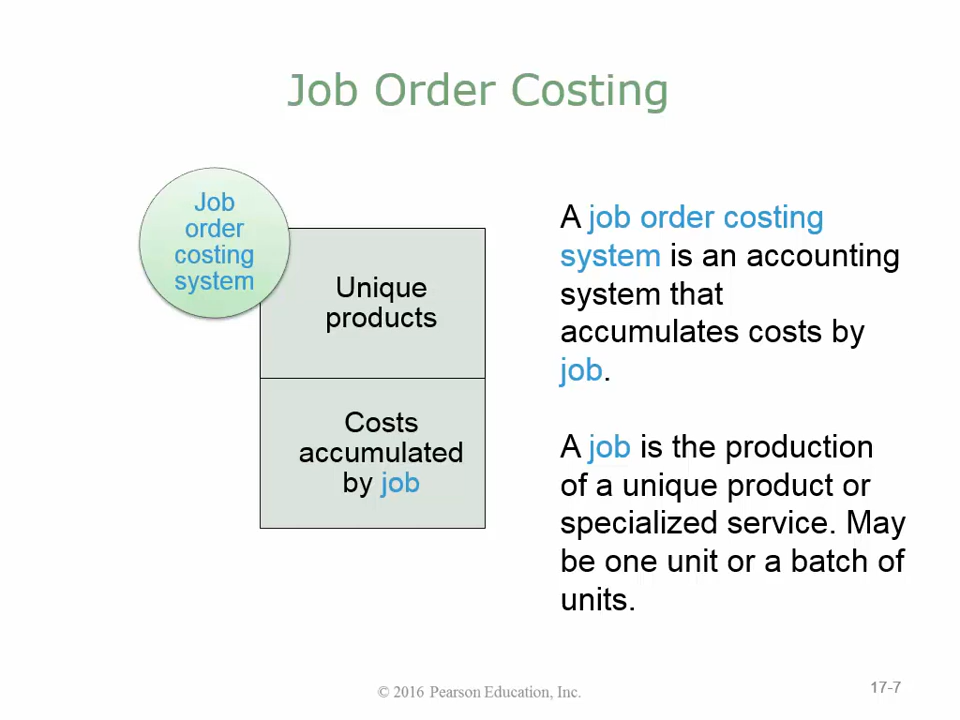 Job Order Costing
Job
order
costing
system
Unique
products
Costs
accumulated
by job
A job order costing
system is an accounting
system that
accumulates costs by
job.
A job is the production
of a unique product or
specialized service. May
be one unit or a batch of
units.
© 2016 Pearson Education, Inc.
17-7